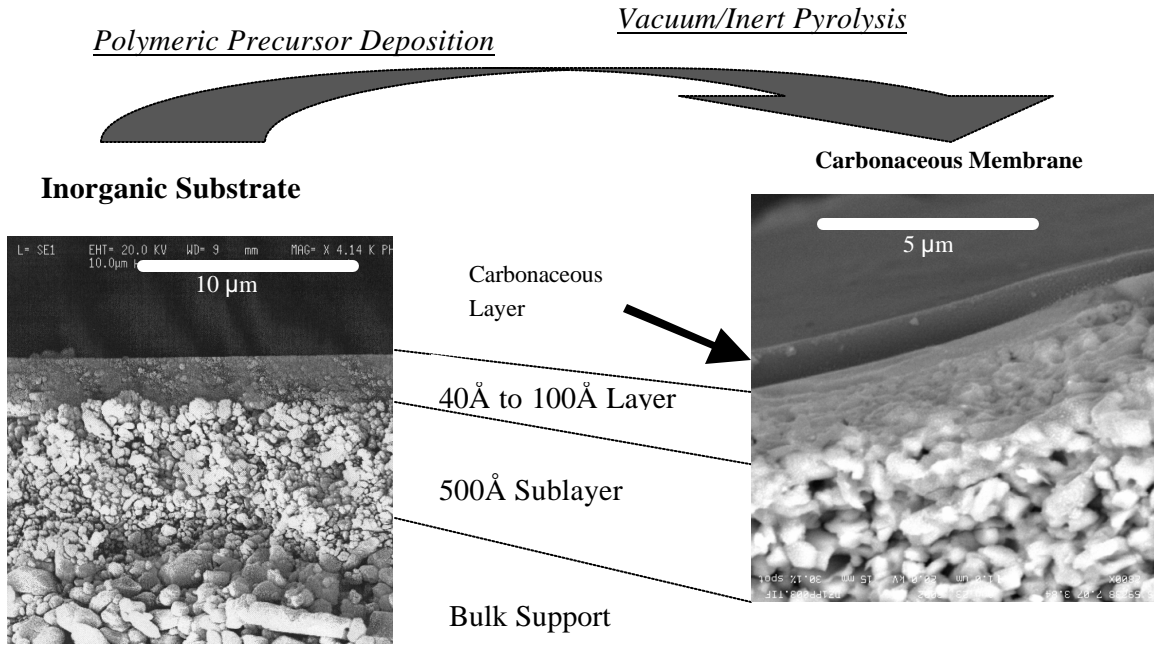 Polymeric Precursor Deposition
Vacuum/Inert Pyrolysis
Carbonaceous Membrane
Inorganic Substrate
L= SE1 EHT= 20.0 KV WD= 9 mm MAG= X 4.14 K PH
10.0µm
10 µm
5 µm
Carbonaceous
Layer
40Å to 100Å Layer
500Å Sublayer
Bulk Support